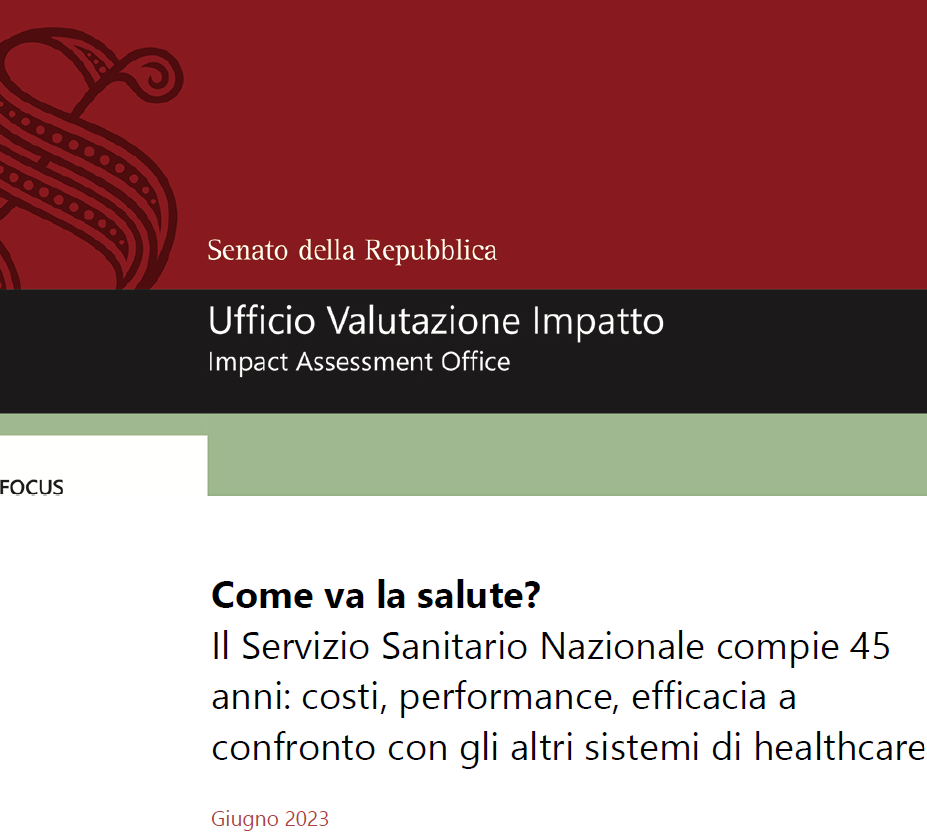 Senato della Repubblica
Ufficio Valutazione Impatto
Impact Assessment Office
FOCUS
Come va la salute?
Il Servizio Sanitario Nazionale compie 45
anni: costi, performance, efficacia a
confronto con gli altri sistemi di healthcare
Giugno 2023